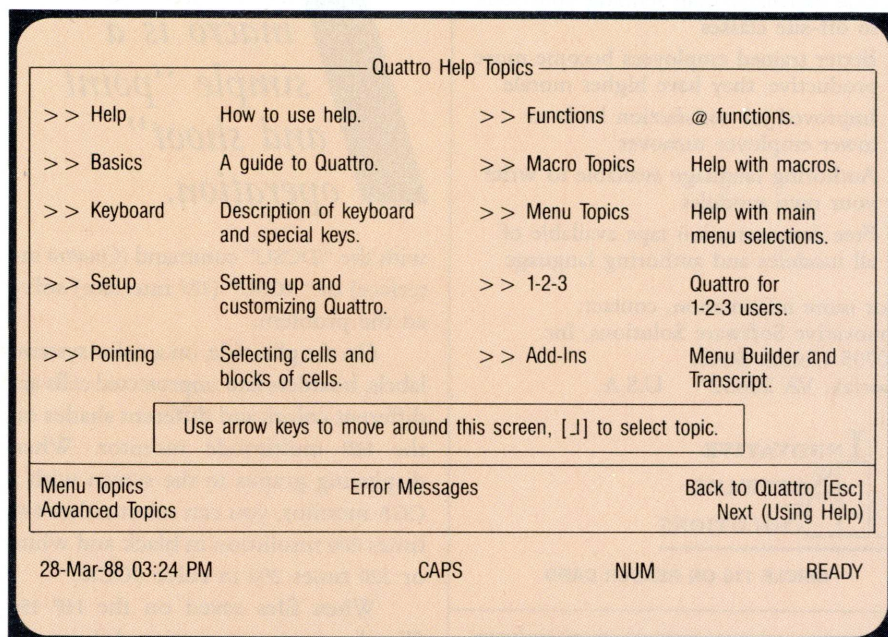 Quattro Help Topics
>> Help How to use help. >> Functions @ functions.
>> Basics A guide to Quattro. >> Macro Topics Help with macros.
>> Keyboard Description of keyboard >> Menu Topics Help with main
and special keys. menu selections.
>> Setup Setting up and >> 1-2-3 Quattro for
customizing Quattro. 1-2-3 users.
>> Pointing Selecting cells and >> Add-Ins Menu Builder and
blocks of cells. Transcript.
Use arrow keys to move around this screen, [⏎] to select topic.
Menu Topics Error Messages Back to Quattro [Esc]
Advanced Topics Next (Using Help)
28-Mar-88 03:24 PM CAPS NUM READY